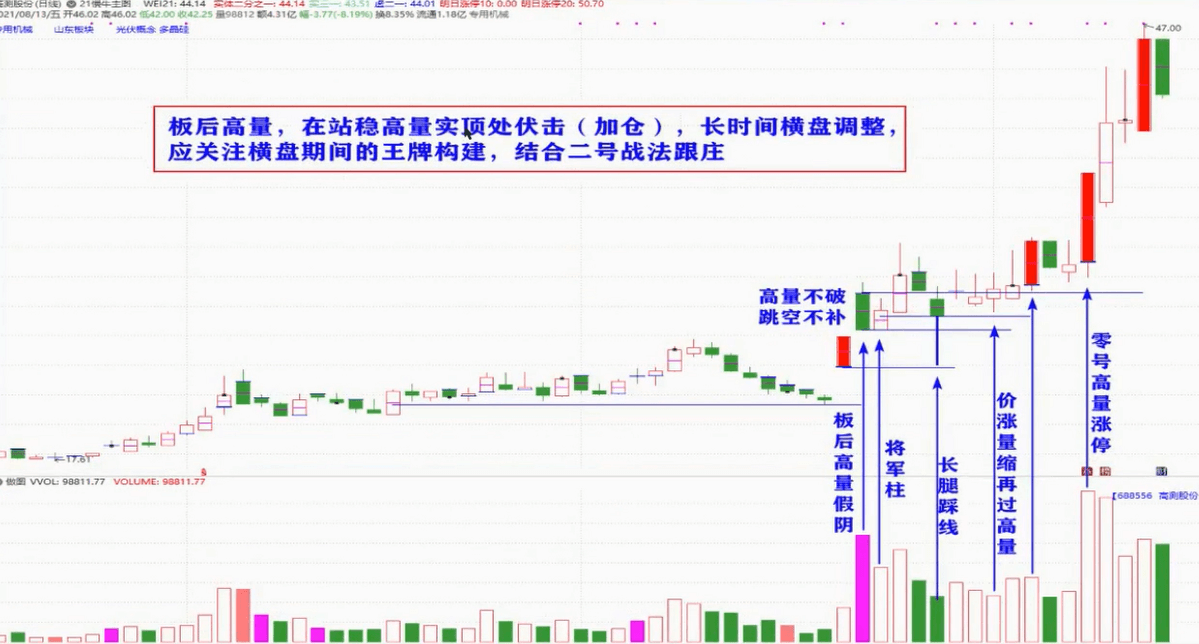 高测股份(日线) 21懒牛主图 WEI21: 44.14 实体二分之一: 44.14 实三一: 43.51 虚二一: 44.01 明日涨停10: 0.00 明日涨停20: 50.70
2021/08/13/五 开46.02 高46.02 低42.00 收42.25 量98812 额4.31亿 幅-3.77(-8.19%) 换8.35% 流通1.18亿 专用机械
专用机械 山东板块 光伏概念 多晶硅
47.00
板后高量，在站稳高量实顶处伏击（加仓），长时间横盘调整，
应关注横盘期间的王牌构建，结合二号战法跟庄
高量不破
跳空不补
板后高量假阴
将军柱
长腿踩线
价涨量缩再过高量
零号高量涨停
←17.61
财
做图 VVOL: 98811.77 VOLUME: 98811.77
[688556 高测股份